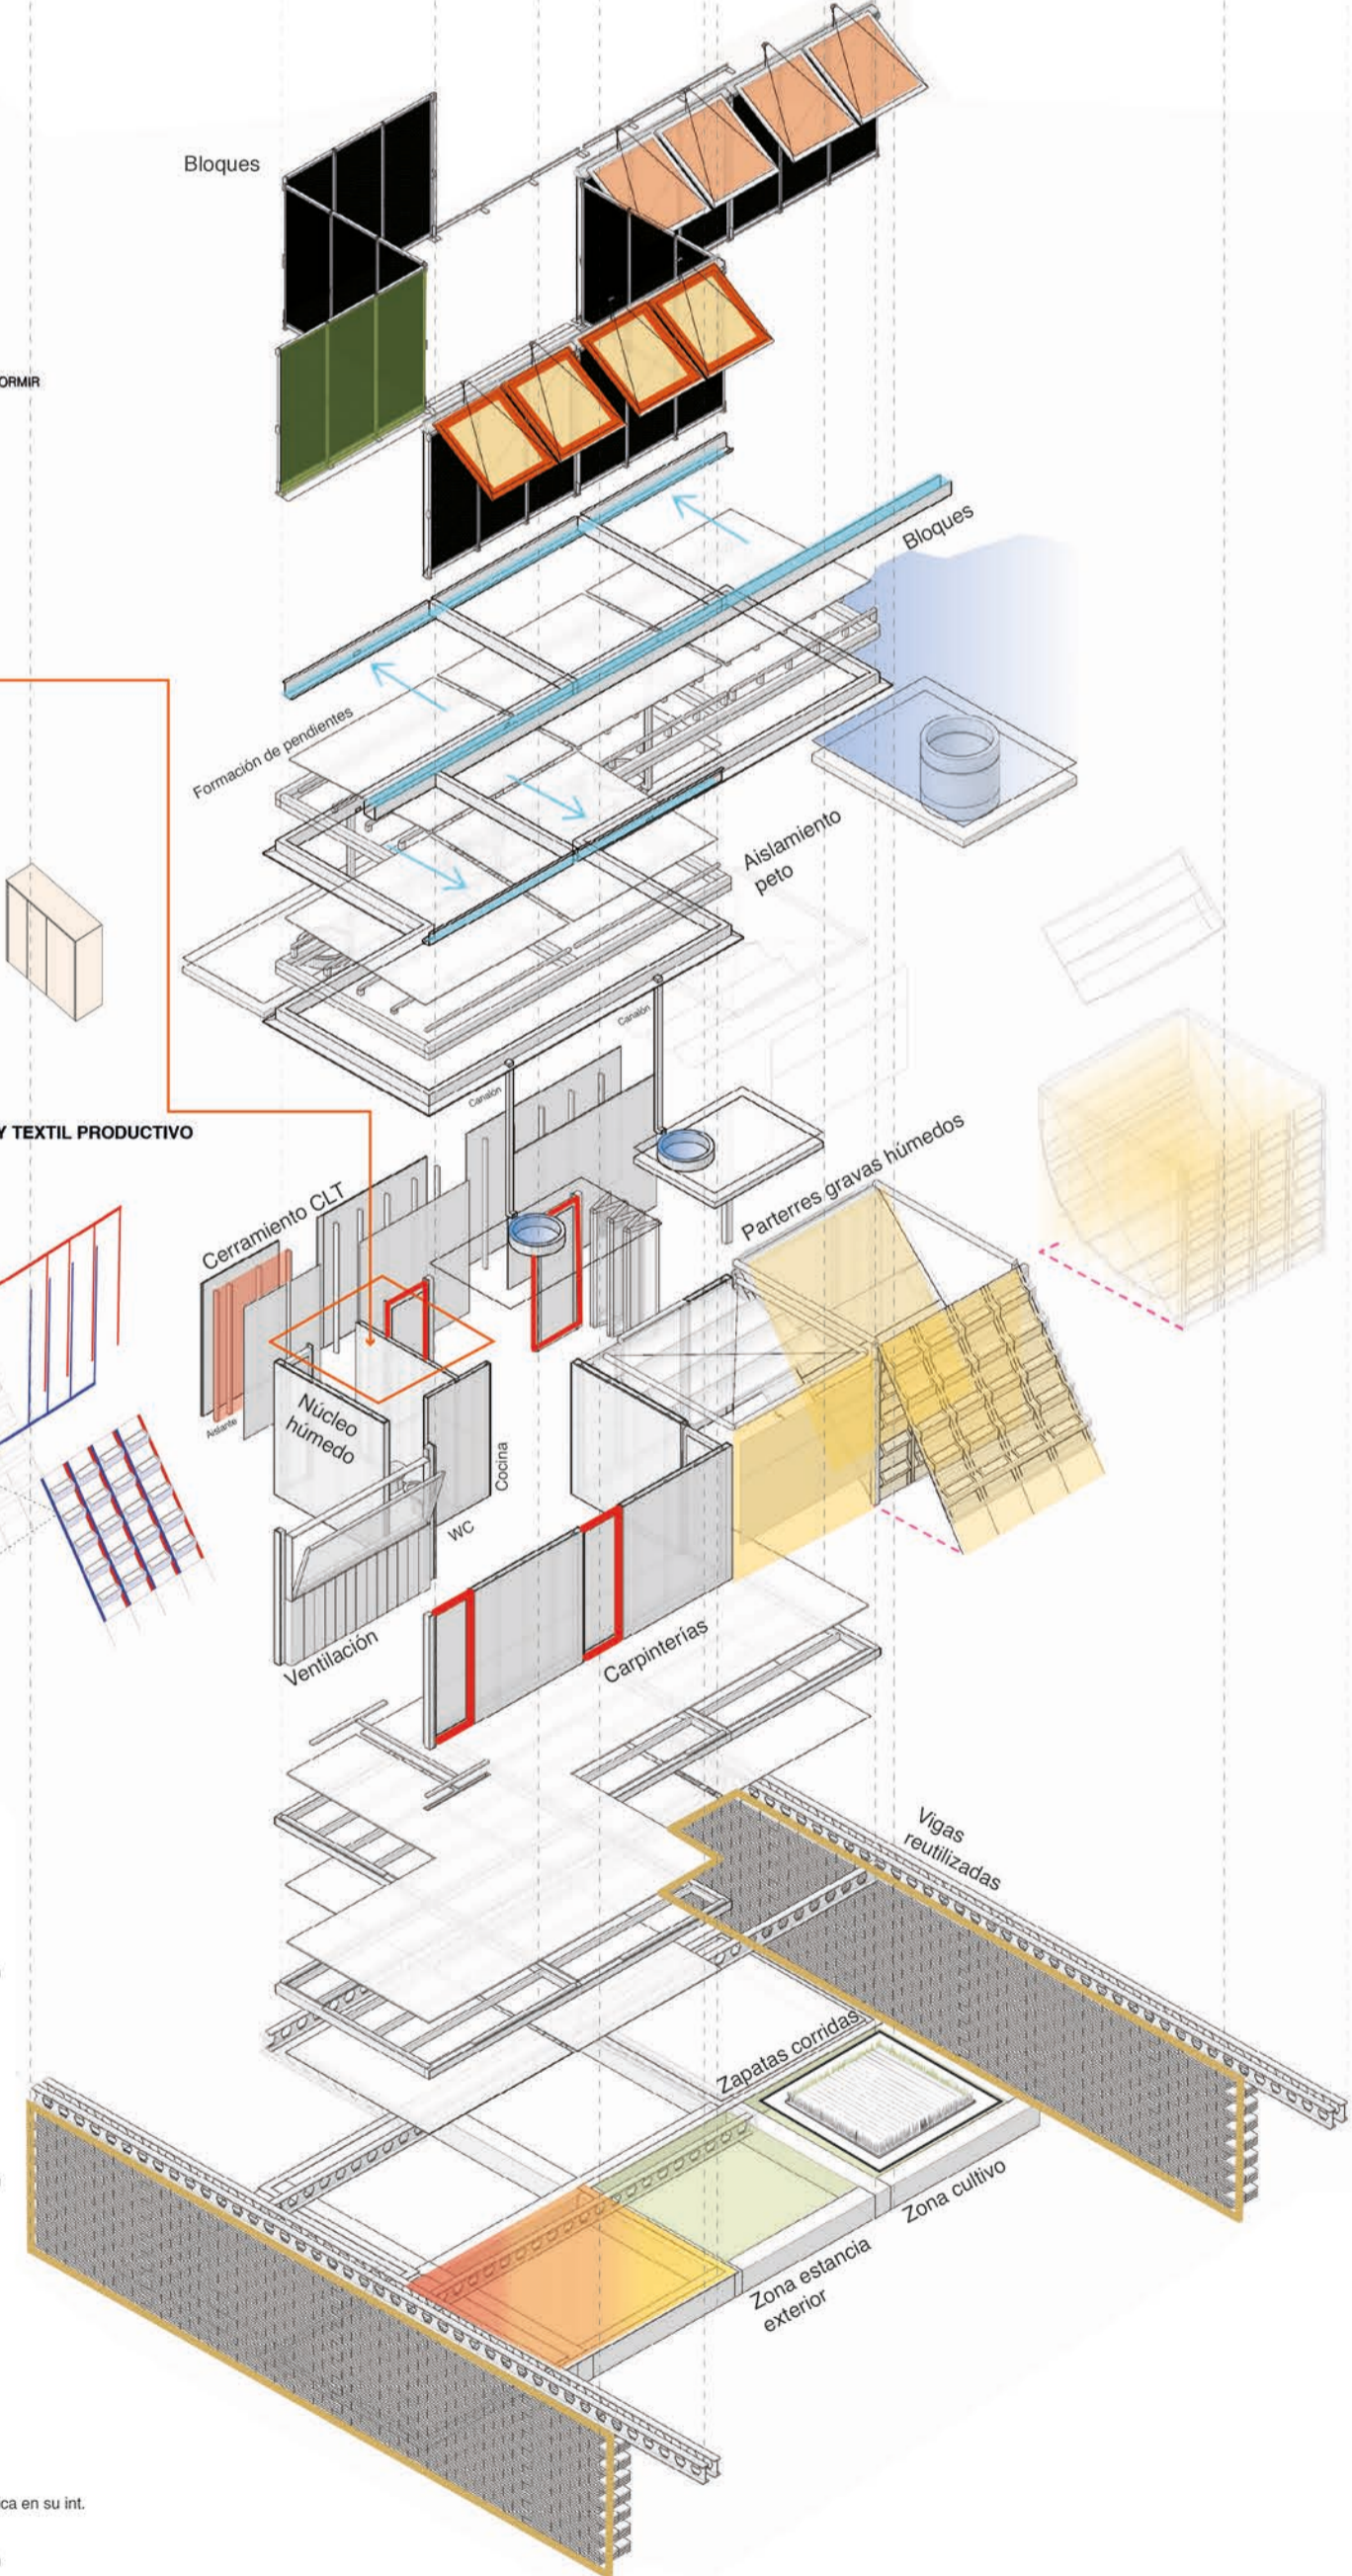 Bloques
ORMIR
Bloques
Formación de pendientes
Aislamiento
peto
Canalón
Canalón
Y TEXTIL PRODUCTIVO
Parterres gravas húmedos
Cerramiento CLT
Aislante
Núcleo
húmedo
Cocina
WC
Ventilación
Carpinterías
Vigas
reutilizadas
Zapatas corridas
Zona cultivo
Zona estancia
exterior
ca en su int.